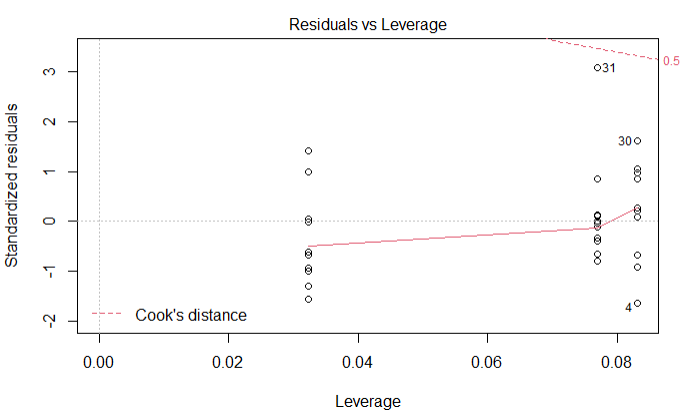 Residuals vs Leverage
Standardized residuals
3
2
1
0
-1
-2
31
0.5
30
4
Cook's distance
0.00 0.02 0.04 0.06 0.08
Leverage